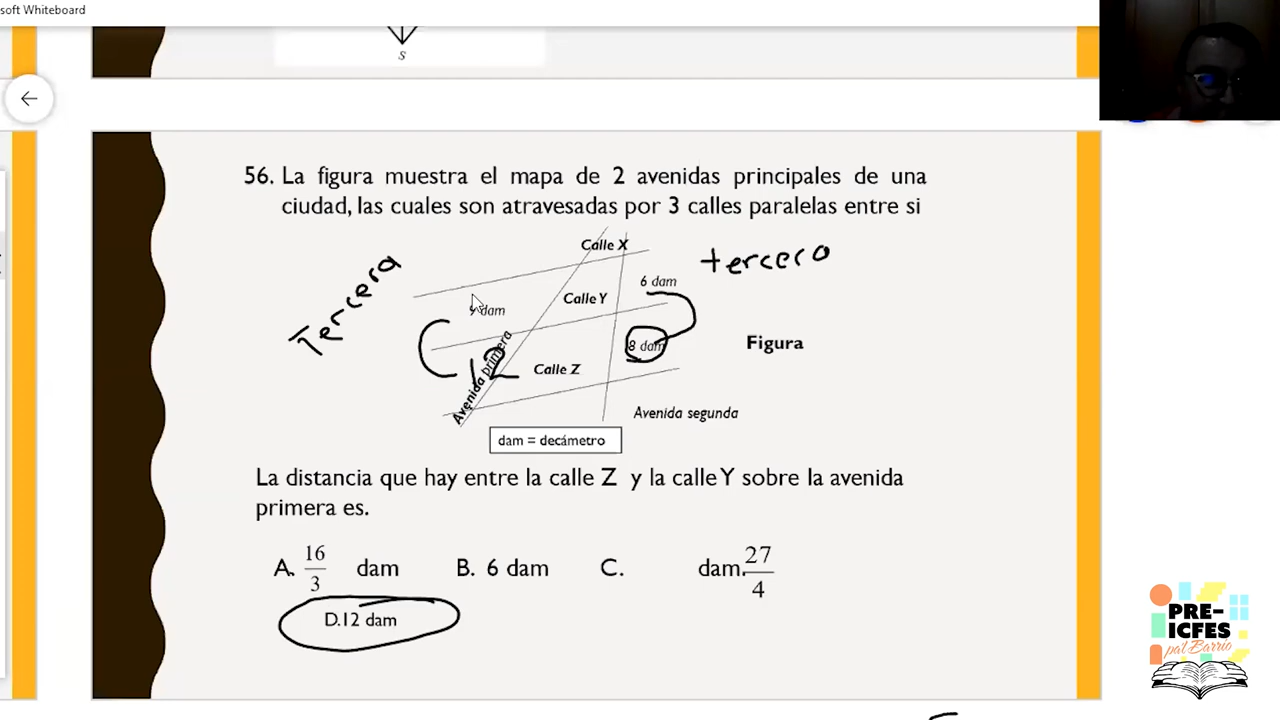 soft Whiteboard
S
56. La figura muestra el mapa de 2 avenidas principales de una
ciudad, las cuales son atravesadas por 3 calles paralelas entre si
Calle X
Tercera
tercero
6 dam
Calle Y
dam
8 dam
Figura
12
Avenida primera
Calle Z
Avenida segunda
dam = decámetro
La distancia que hay entre la calle Z y la calle Y sobre la avenida
primera es.
A. 16/3 dam B. 6 dam C. dam. 27/4
D.12 dam
PRE-
ICFES
pa'l Barrio